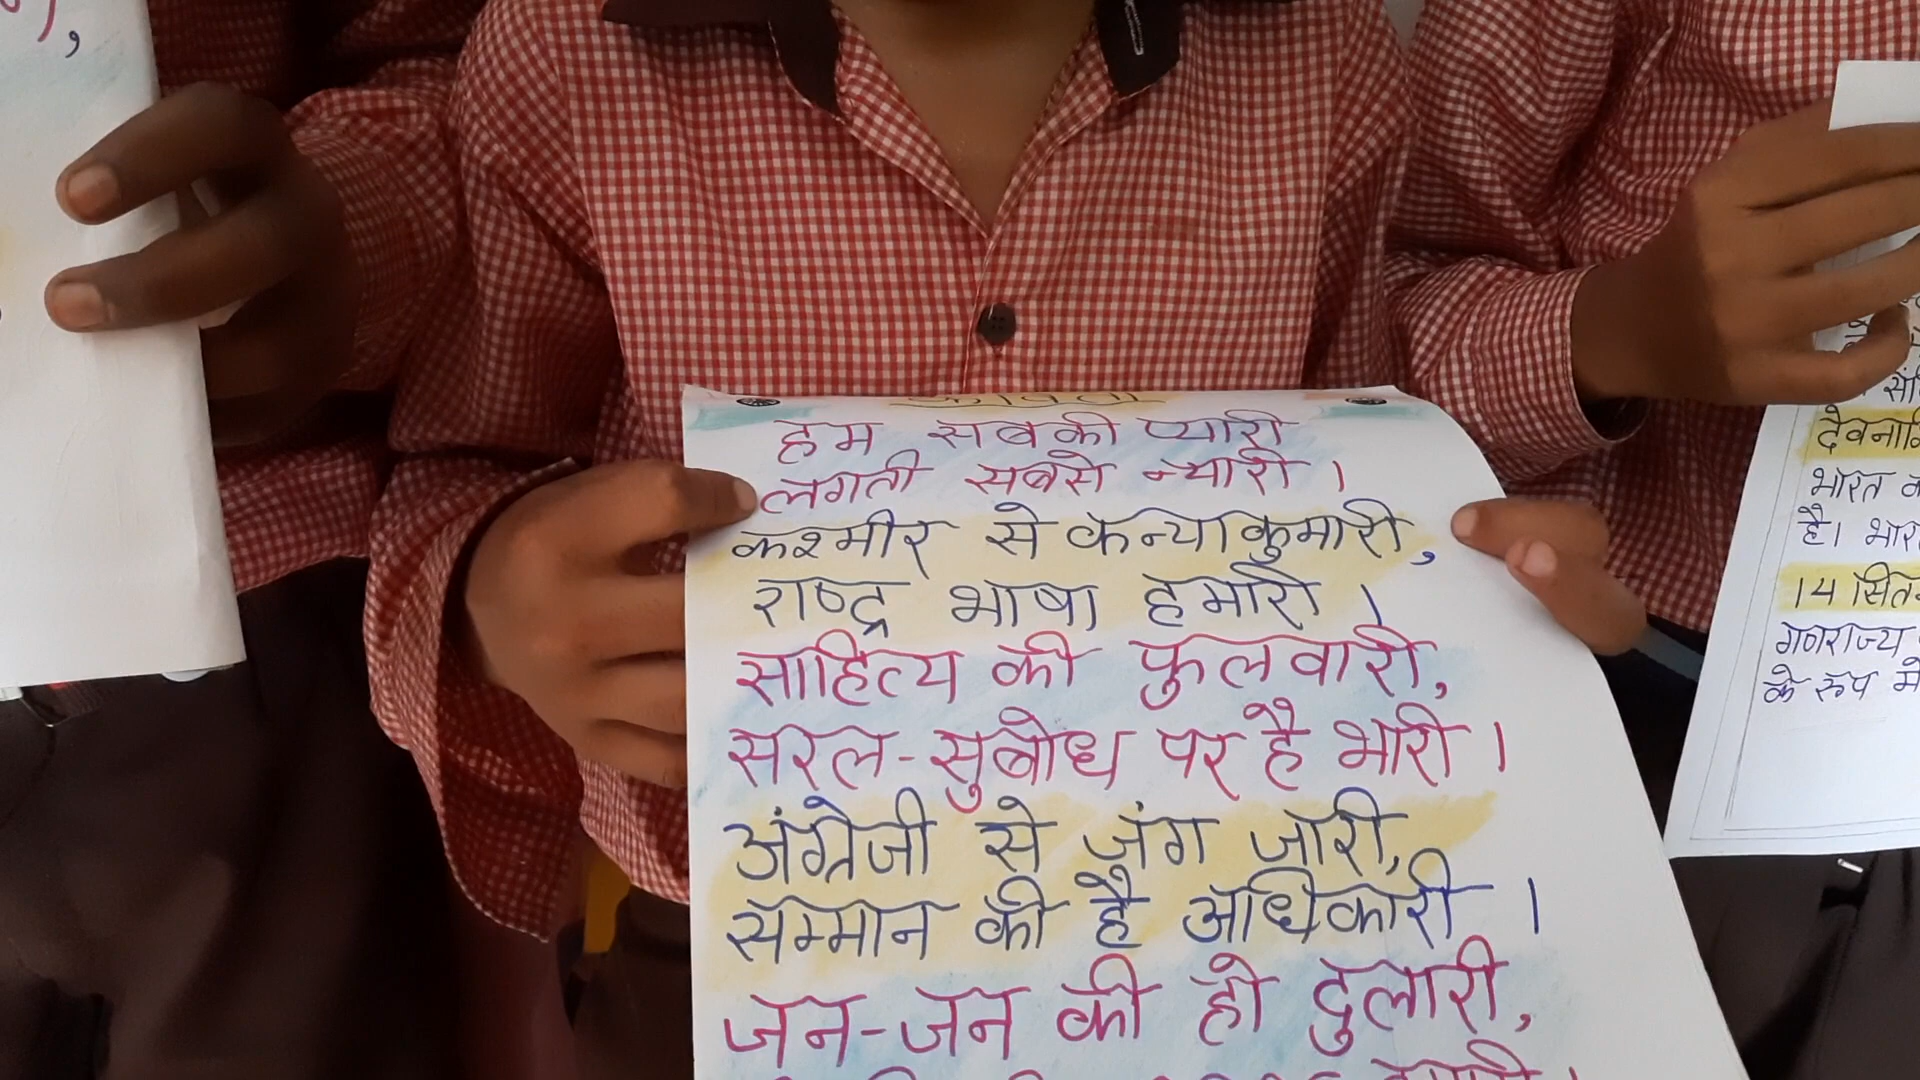 कविता
हम सबकी प्यारी
लगती सबसे न्यारी ।
कश्मीर से कन्याकुमारी,
राष्ट्र भाषा हमारी ।
साहित्य की फुलवारी,
सरल-सुबोध पर है भारी ।
अंग्रेजी से जंग जारी,
सम्मान की है अधिकारी ।
जन-जन की हो दुलारी,
देवनागरि
भारत
है। भार
14 सित
गणराज्य
के रूप में